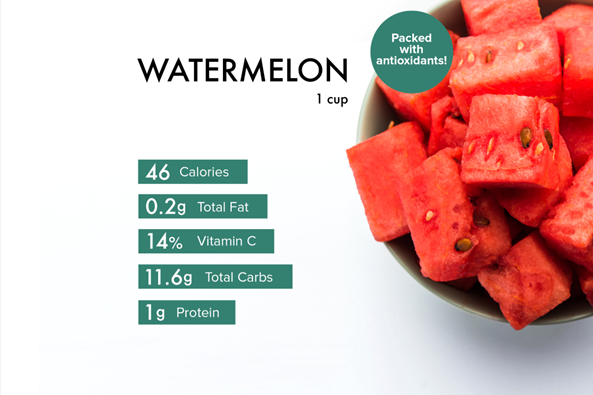 Packed
with
antioxidants!
WATERMELON
1 cup
46 Calories
0.2g Total Fat
14% Vitamin C
11.6g Total Carbs
1g Protein